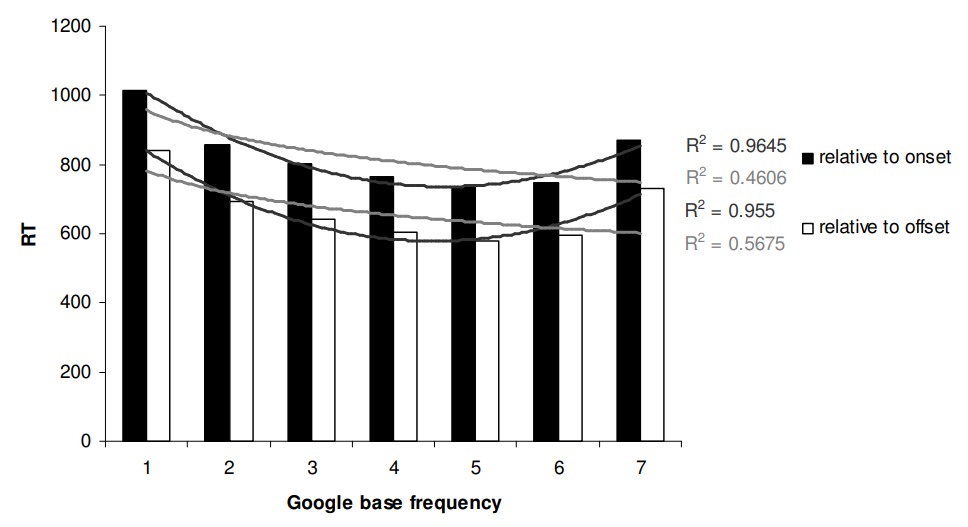 1200
1000
800
600
400
200
0
RT
1 2 3 4 5 6 7
Google base frequency
R² = 0.9645
R² = 0.4606
R² = 0.955
R² = 0.5675
relative to onset
relative to offset